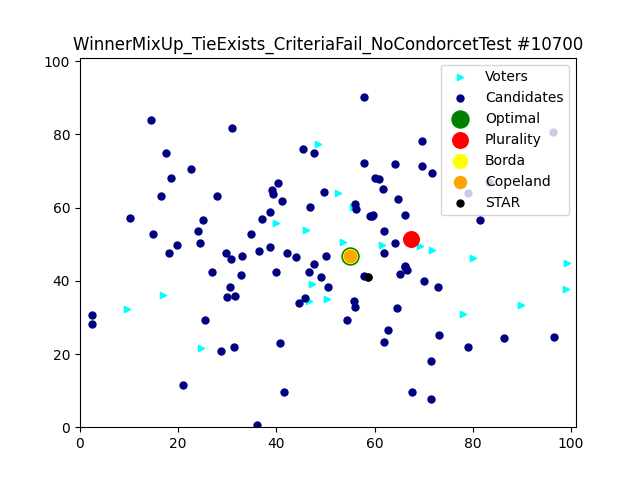 WinnerMixUp_TieExists_CriteriaFail_NoCondorcetTest #10700
100
80
60
40
20
0
0 20 40 60 80 100
Voters
Candidates
Optimal
Plurality
Borda
Copeland
STAR